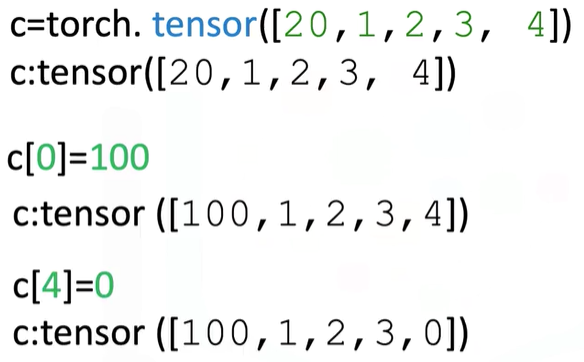 c=torch. tensor([20,1,2,3, 4])
c:tensor([20,1,2,3, 4])
c[0]=100
c:tensor ([100,1,2,3,4])
c[4]=0
c:tensor ([100,1,2,3,0])